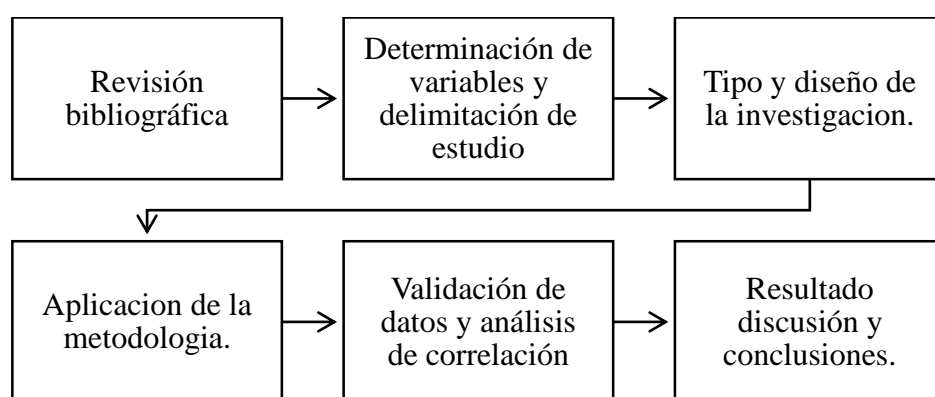 Revisión
bibliográfica
Determinación de
variables y
delimitación de
estudio
Tipo y diseño de
la investigacion.
Aplicacion de la
metodologia.
Validación de
datos y análisis
de correlación
Resultado
discusión y
conclusiones.